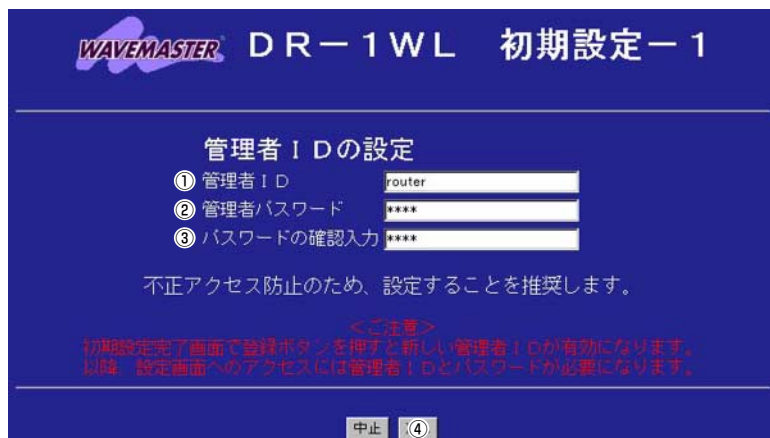 WAVEMASTER DR－1WL 初期設定－1
管理者IDの設定
① 管理者ID router
② 管理者パスワード ****
③ パスワードの確認入力 ****
不正アクセス防止のため、設定することを推奨します。
<ご注意>
初期設定完了画面で登録ボタンを押すと新しい管理者IDが有効になります。
以降、設定画面へのアクセスには管理者IDとパスワードが必要になります。
中止 ④